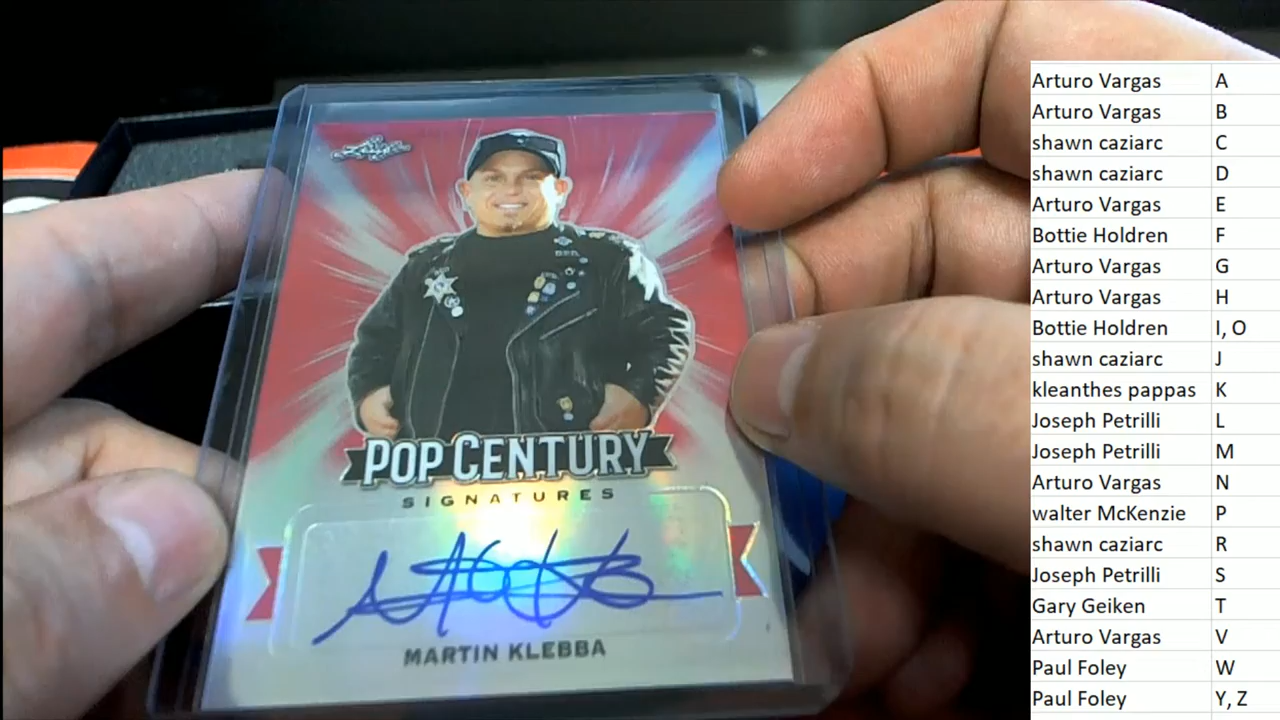 Leaf
POP CENTURY
SIGNATURES
MARTIN KLEBBA
Arturo Vargas A
Arturo Vargas B
shawn caziarc C
shawn caziarc D
Arturo Vargas E
Bottie Holdren F
Arturo Vargas G
Arturo Vargas H
Bottie Holdren I, O
shawn caziarc J
kleanthes pappas K
Joseph Petrilli L
Joseph Petrilli M
Arturo Vargas N
walter McKenzie P
shawn caziarc R
Joseph Petrilli S
Gary Geiken T
Arturo Vargas V
Paul Foley W
Paul Foley Y, Z